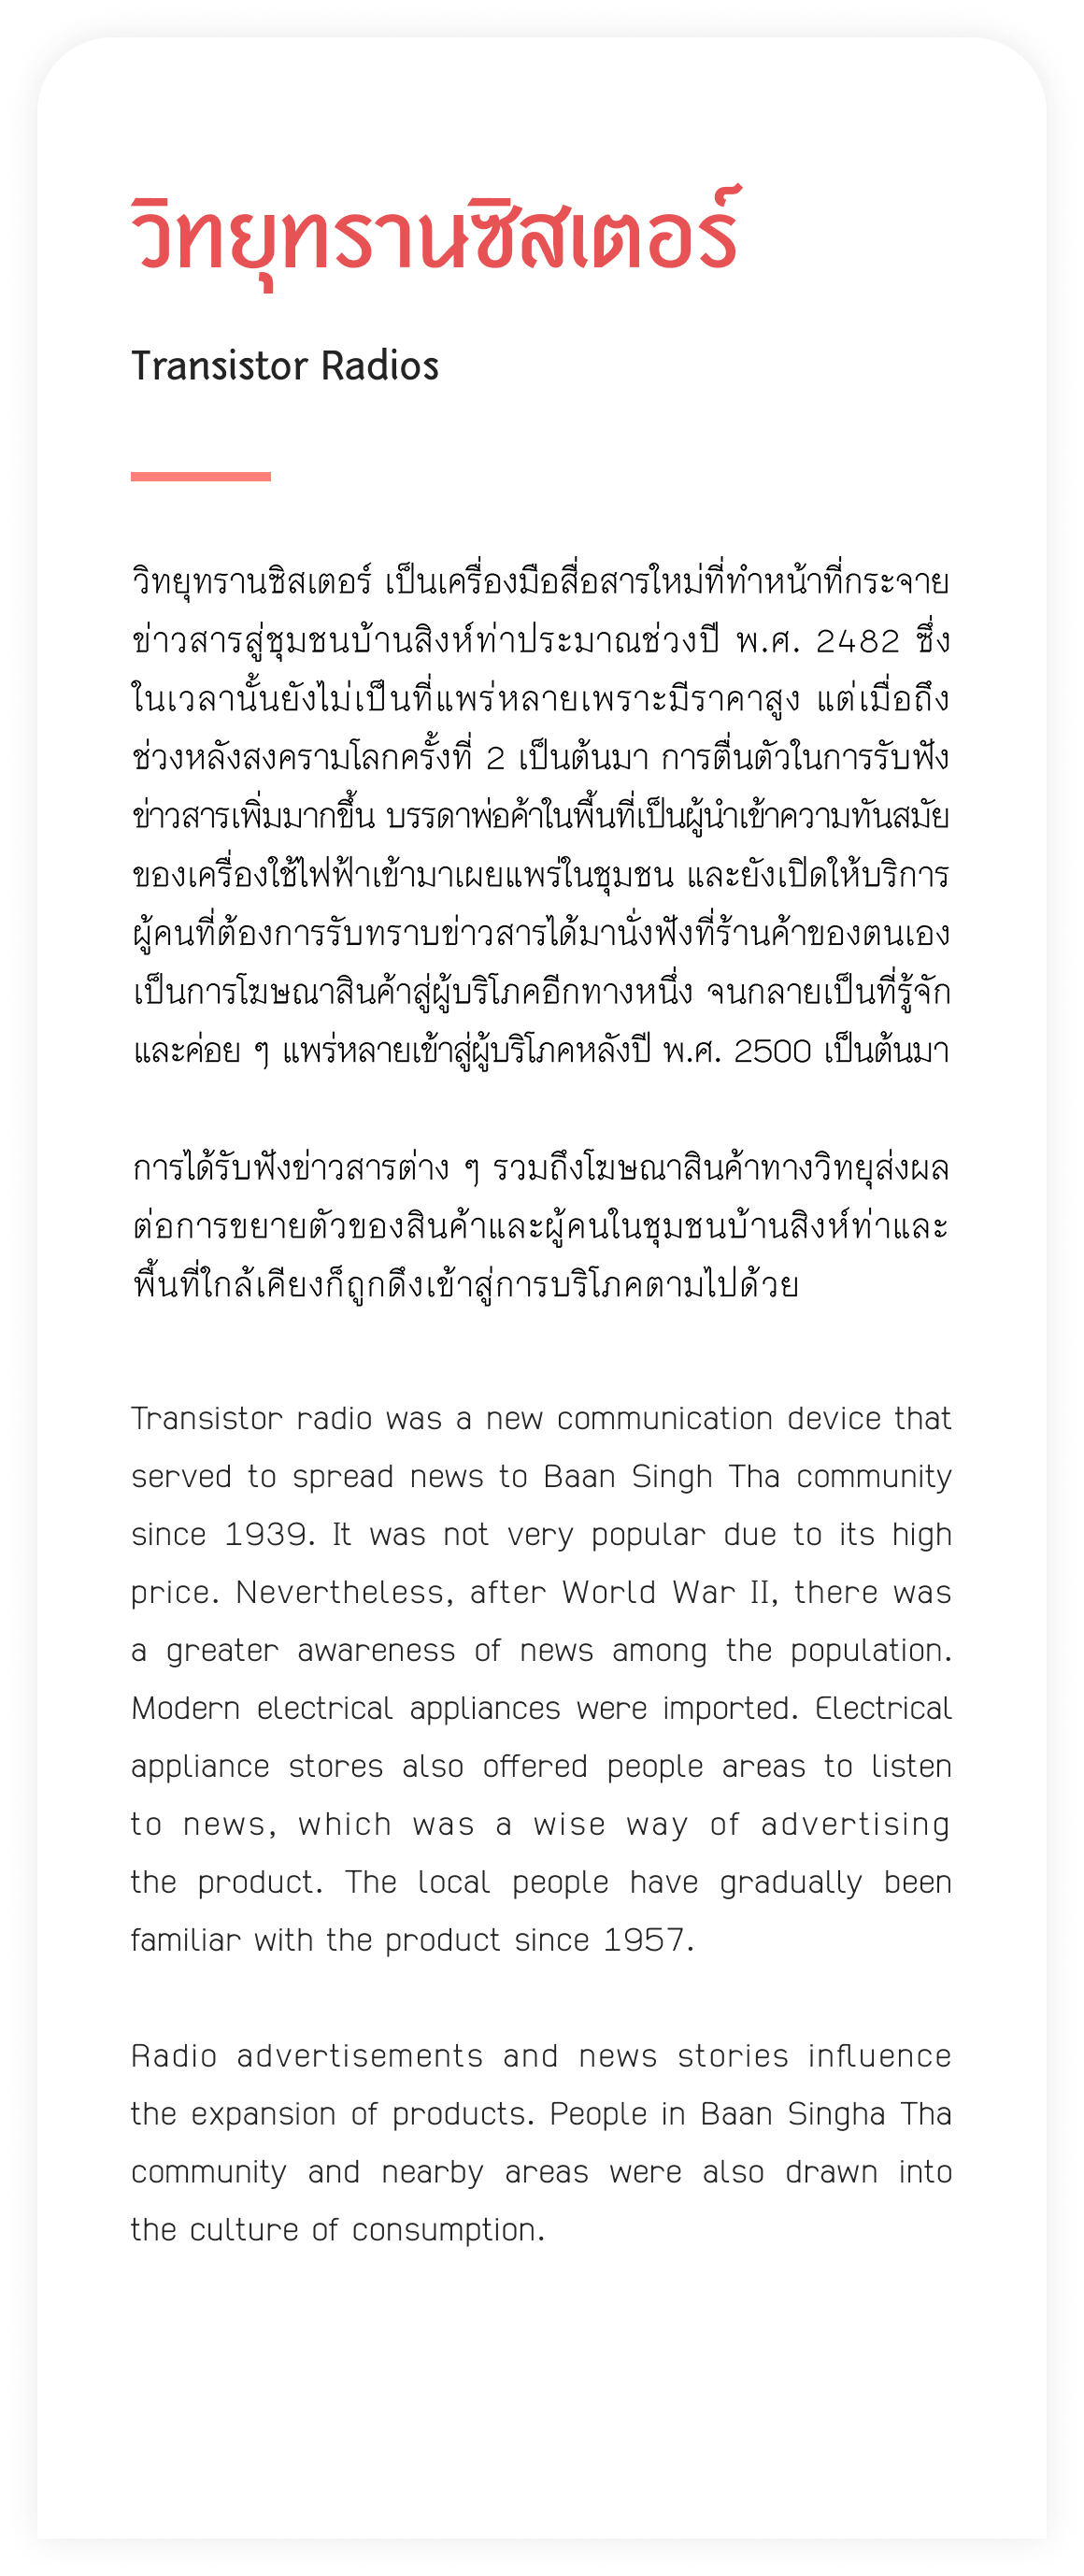 วิทยุทรานซิสเตอร์
Transistor Radios
วิทยุทรานซิสเตอร์ เป็นเครื่องมือสื่อสารใหม่ที่ทำหน้าที่กระจาย
ข่าวสารสู่ชุมชนบ้านสิงห์ท่าประมาณช่วงปี พ.ศ. 2482 ซึ่ง
ในเวลานั้นยังไม่เป็นที่แพร่หลายเพราะมีราคาสูง แต่เมื่อถึง
ช่วงหลังสงครามโลกครั้งที่ 2 เป็นต้นมา การตื่นตัวในการรับฟัง
ข่าวสารเพิ่มมากขึ้น บรรดาพ่อค้าในพื้นที่เป็นผู้นำเข้าความทันสมัย
ของเครื่องใช้ไฟฟ้าเข้ามาเผยแพร่ในชุมชน และยังเปิดให้บริการ
ผู้คนที่ต้องการรับทราบข่าวสารได้มานั่งฟังที่ร้านค้าของตนเอง
เป็นการโฆษณาสินค้าสู่ผู้บริโภคอีกทางหนึ่ง จนกลายเป็นที่รู้จัก
และค่อย ๆ แพร่หลายเข้าสู่ผู้บริโภคหลังปี พ.ศ. 2500 เป็นต้นมา
การได้รับฟังข่าวสารต่าง ๆ รวมถึงโฆษณาสินค้าทางวิทยุส่งผล
ต่อการขยายตัวของสินค้าและผู้คนในชุมชนบ้านสิงห์ท่าและ
พื้นที่ใกล้เคียงก็ถูกดึงเข้าสู่การบริโภคตามไปด้วย
Transistor radio was a new communication device that
served to spread news to Baan Singh Tha community
since 1939. It was not very popular due to its high
price. Nevertheless, after World War II, there was
a greater awareness of news among the population.
Modern electrical appliances were imported. Electrical
appliance stores also offered people areas to listen
to news, which was a wise way of advertising
the product. The local people have gradually been
familiar with the product since 1957.
Radio advertisements and news stories influence
the expansion of products. People in Baan Singha Tha
community and nearby areas were also drawn into
the culture of consumption.